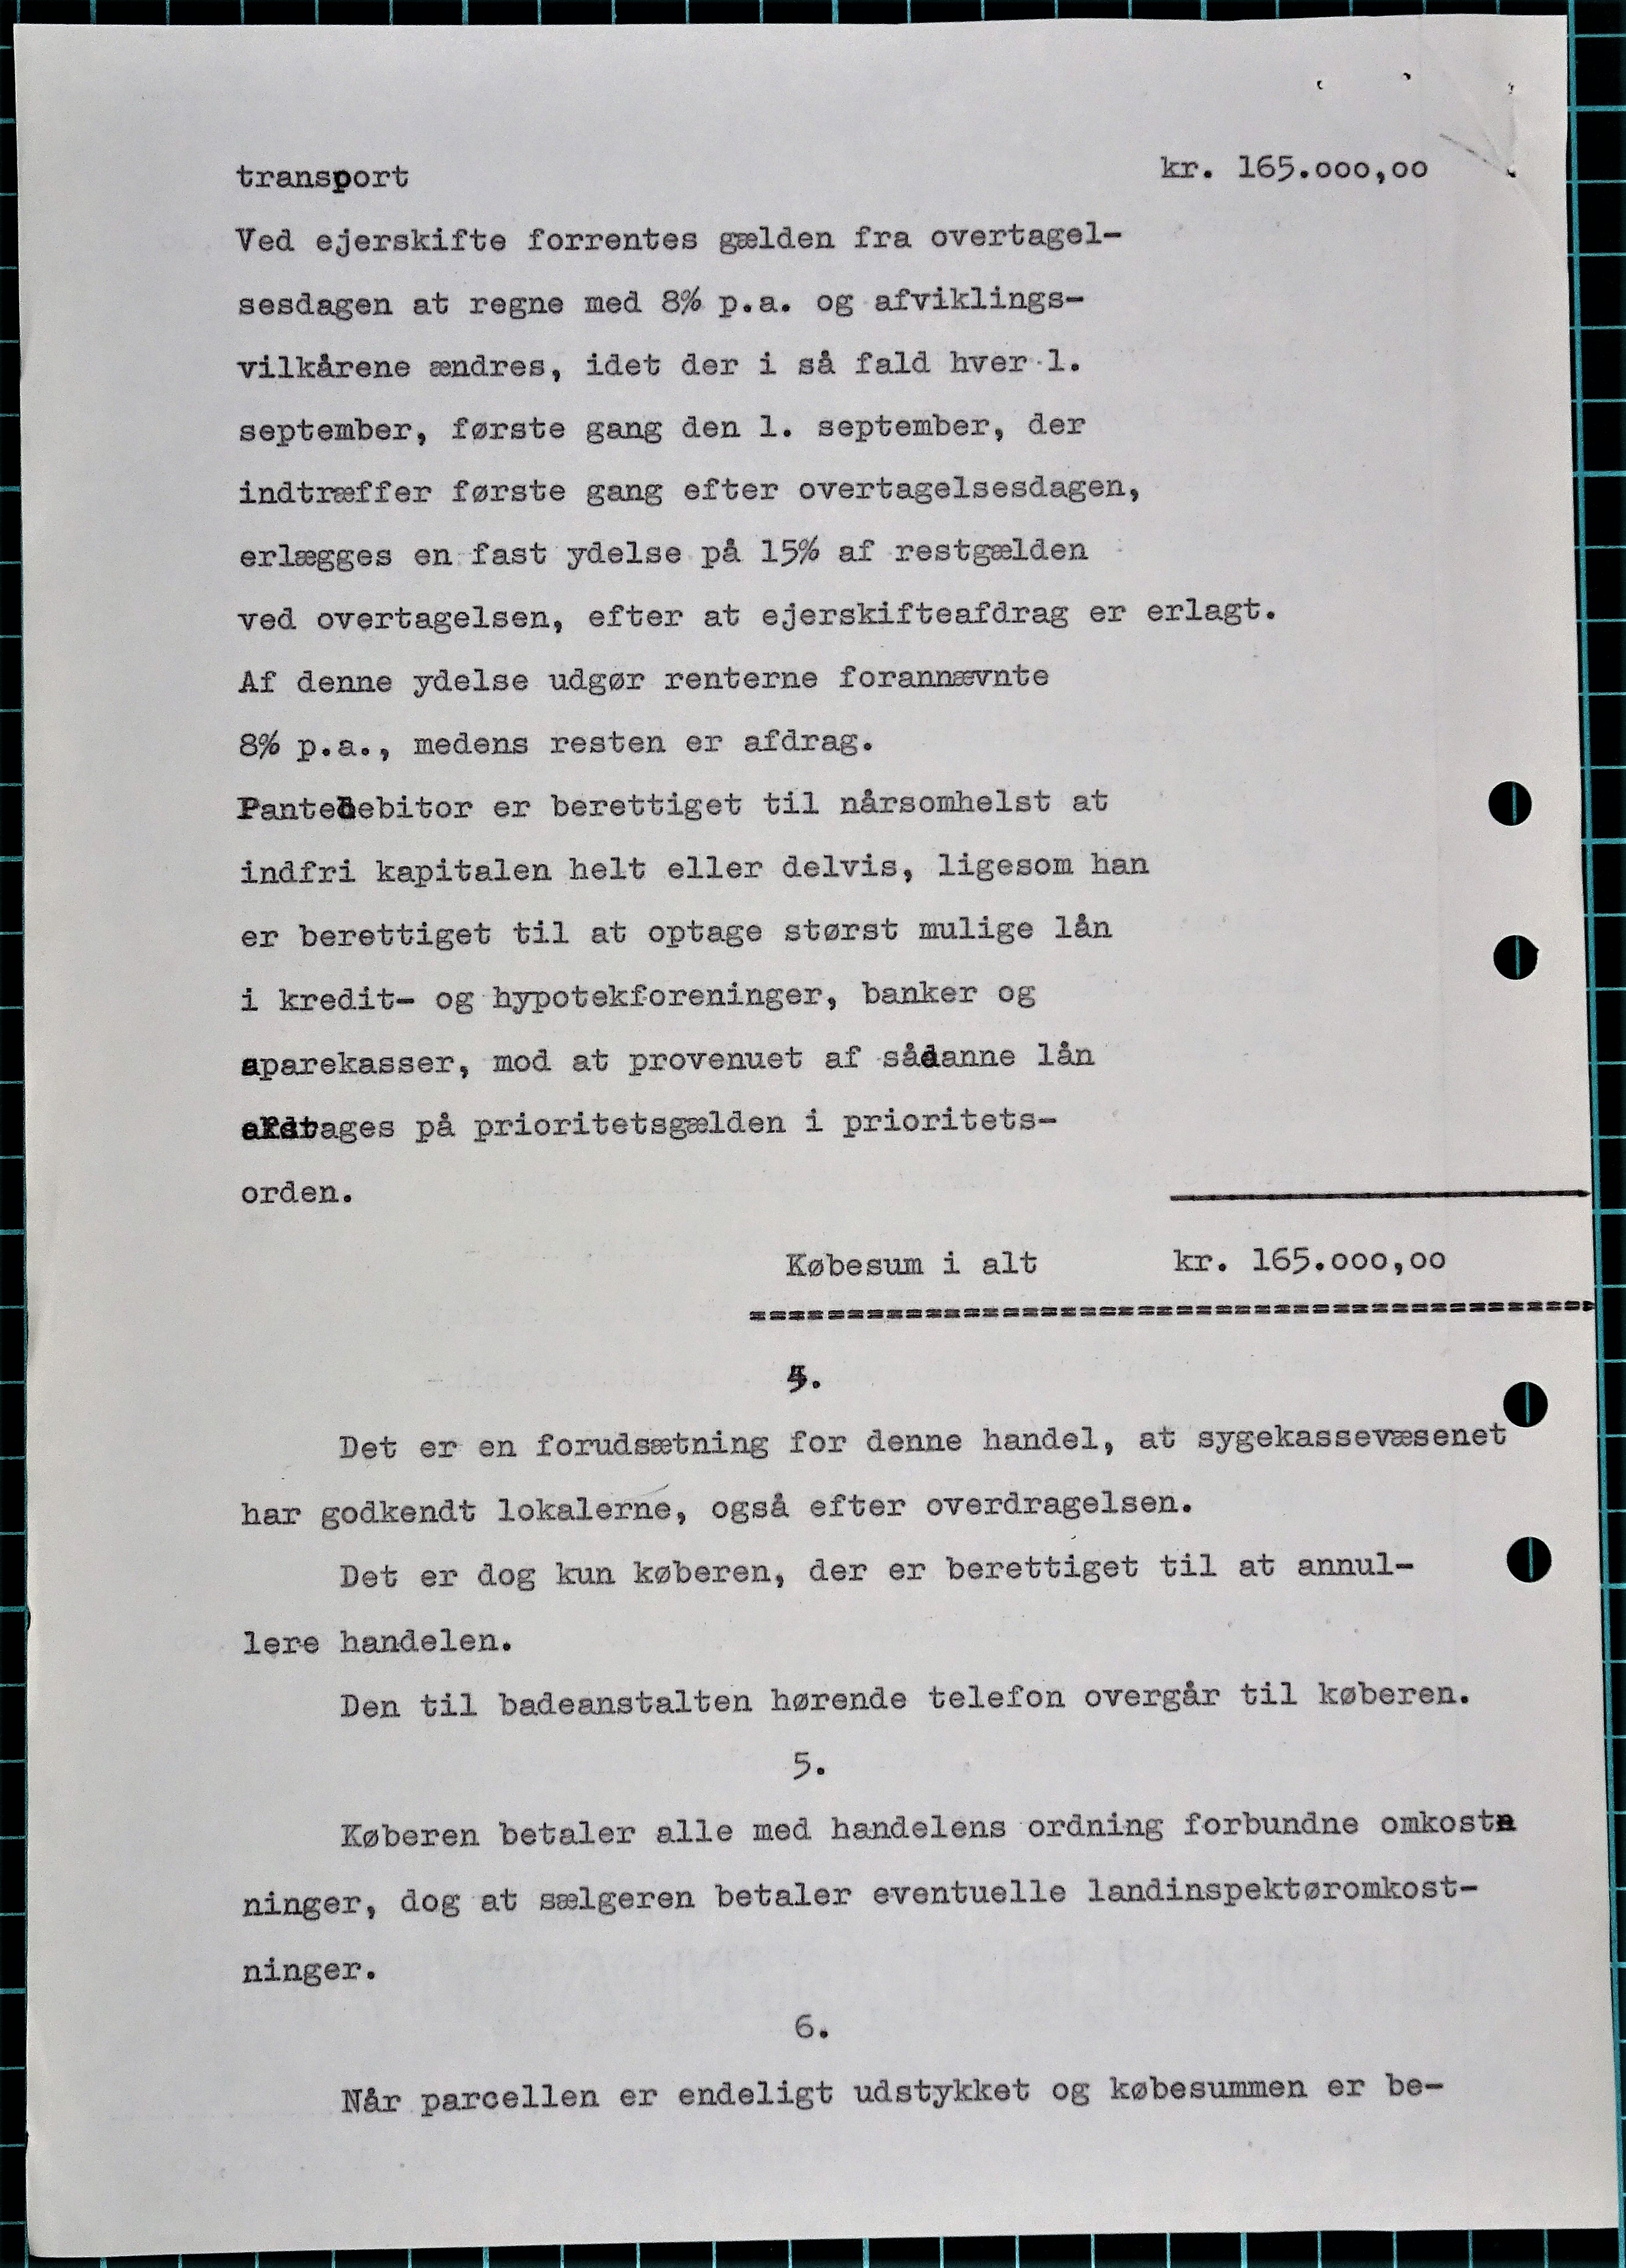 transport kr. 165.000,00
Ved ejerskifte forrentes gælden fra overtagel-
sesdagen at regne med 8% p.a. og afviklings-
vilkårene ændres, idet der i så fald hver 1.
september, første gang den 1. september, der
indtræffer første gang efter overtagelsesdagen,
erlægges en fast ydelse på 15% af restgælden
ved overtagelsen, efter at ejerskifteafdrag er erlagt.
Af denne ydelse udgør renterne forannævnte
8% p.a., medens resten er afdrag.
Pantedebitor er berettiget til nårsomhelst at
indfri kapitalen helt eller delvis, ligesom han
er berettiget til at optage størst mulige lån
i kredit- og hypotekforeninger, banker og
sparekasser, mod at provenuet af sådanne lån
afdrages på prioritetsgælden i prioritets-
orden.
Købesum i alt kr. 165.000,00
4.
Det er en forudsætning for denne handel, at sygekassevæsenet
har godkendt lokalerne, også efter overdragelsen.
Det er dog kun køberen, der er berettiget til at annul-
lere handelen.
Den til badeanstalten hørende telefon overgår til køberen.
5.
Køberen betaler alle med handelens ordning forbundne omkost-
ninger, dog at sælgeren betaler eventuelle landinspektøromkost-
ninger.
6.
Når parcellen er endeligt udstykket og købesummen er be-